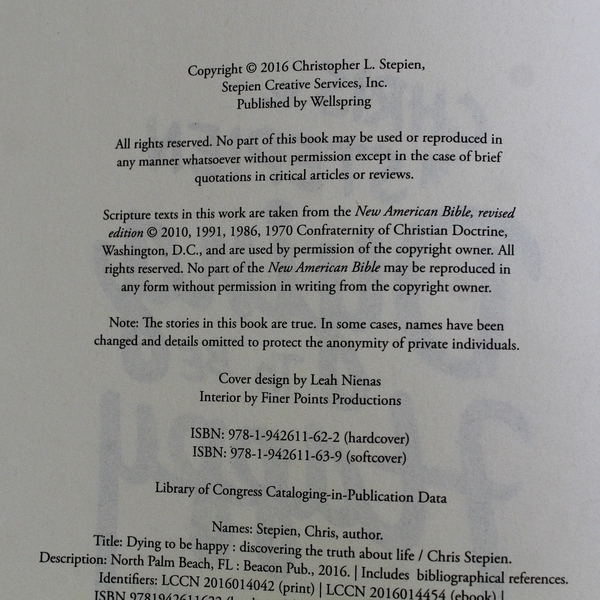 Copyright © 2016 Christopher L. Stepien,
Stepien Creative Services, Inc.
Published by Wellspring
All rights reserved. No part of this book may be used or reproduced in
any manner whatsoever without permission except in the case of brief
quotations in critical articles or reviews.
Scripture texts in this work are taken from the New American Bible, revised
edition © 2010, 1991, 1986, 1970 Confraternity of Christian Doctrine,
Washington, D.C., and are used by permission of the copyright owner. All
rights reserved. No part of the New American Bible may be reproduced in
any form without permission in writing from the copyright owner.
Note: The stories in this book are true. In some cases, names have been
changed and details omitted to protect the anonymity of private individuals.
Cover design by Leah Nienas
Interior by Finer Points Productions
ISBN: 978-1-942611-62-2 (hardcover)
ISBN: 978-1-942611-63-9 (softcover)
Library of Congress Cataloging-in-Publication Data
Names: Stepien, Chris, author.
Title: Dying to be happy : discovering the truth about life / Chris Stepien.
Description: North Palm Beach, FL : Beacon Pub., 2016. | Includes bibliographical references.
Identifiers: LCCN 2016014042 (print) | LCCN 2016014454 (ebook) |
ISBN 9781942611622